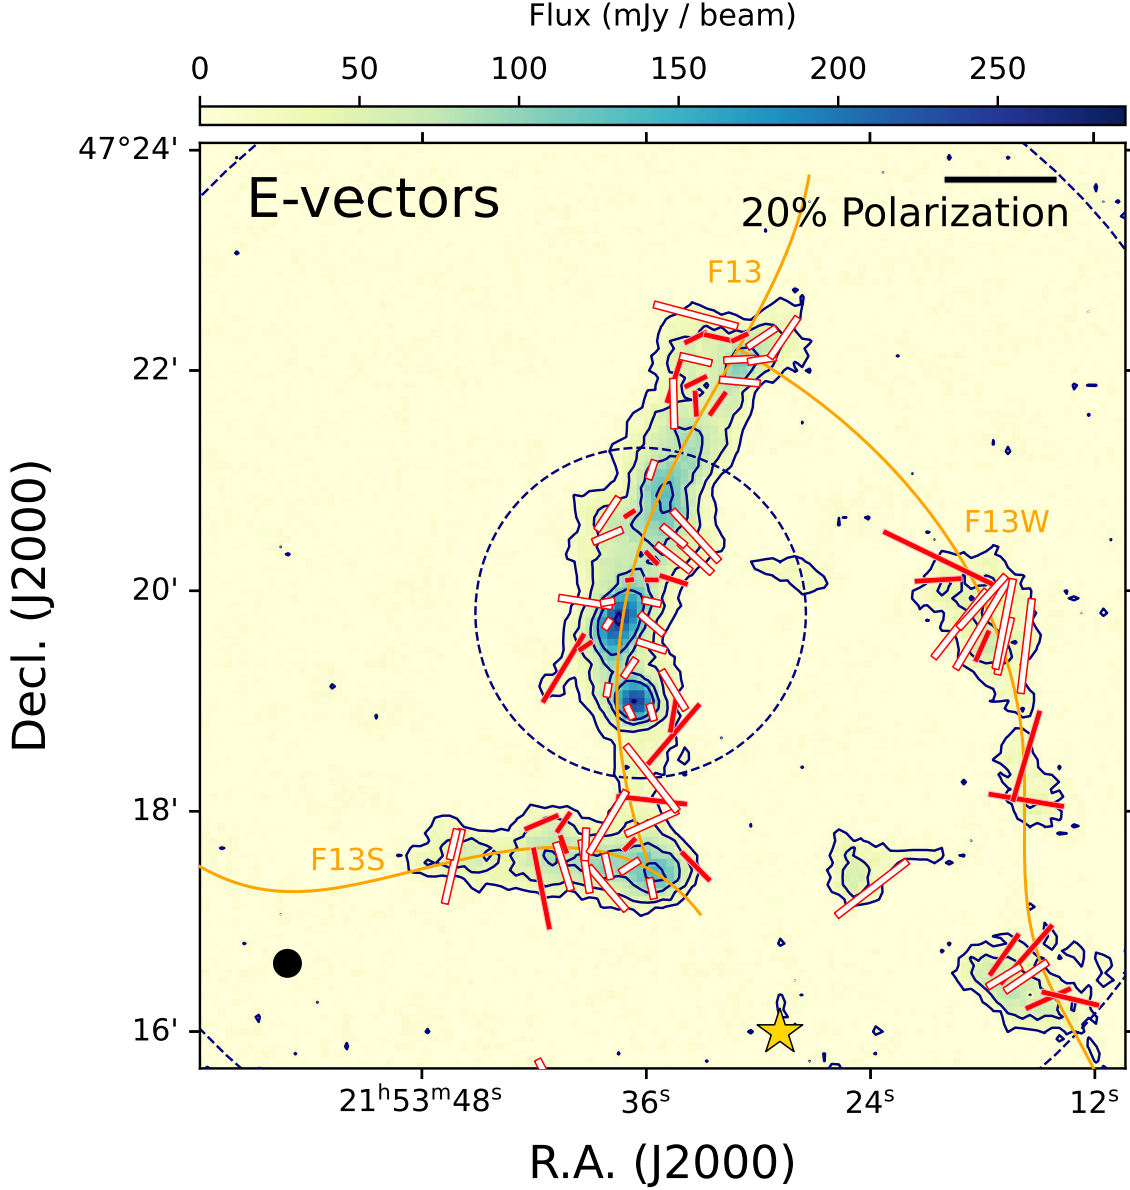 Flux (mJy / beam)
0 50 100 150 200 250
47°24'
E-vectors
20% Polarization
F13
22'
F13W
20'
Decl. (J2000)
18'
F13S
16'
21ʰ53ᵐ48ˢ 36ˢ 24ˢ 12ˢ
R.A. (J2000)